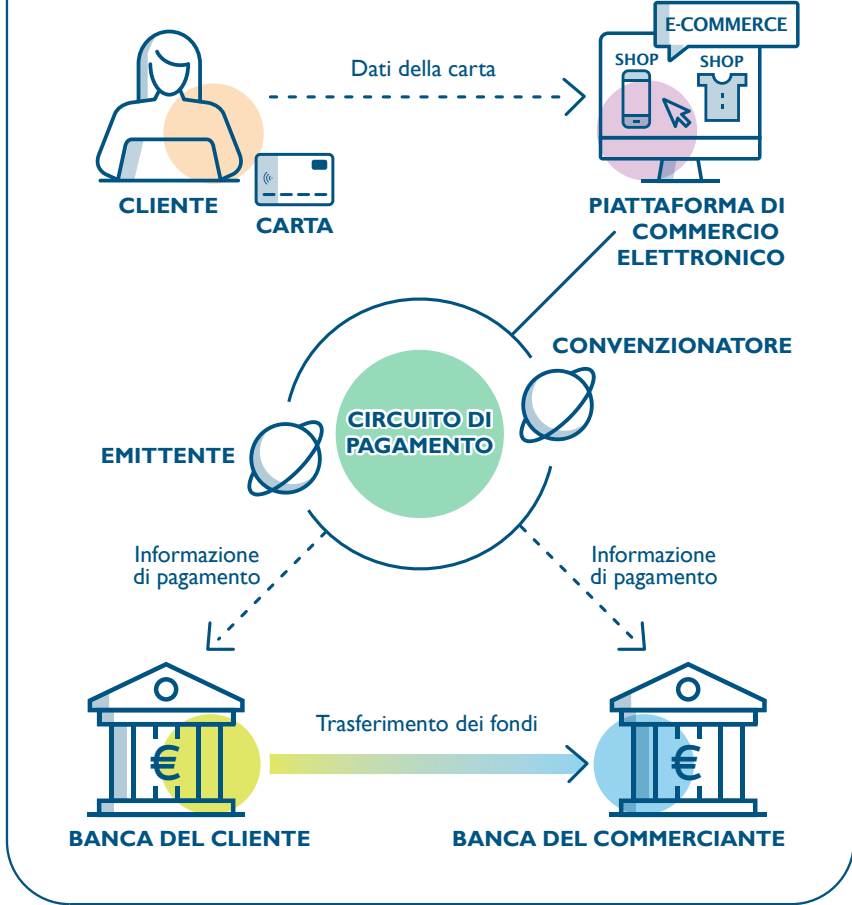 E-COMMERCE
SHOP
SHOP
Dati della carta
CLIENTE
CARTA
PIATTAFORMA DI
COMMERCIO
ELETTRONICO
CONVENZIONATORE
CIRCUITO DI
PAGAMENTO
EMITTENTE
Informazione
di pagamento
Informazione
di pagamento
Trasferimento dei fondi
€
€
BANCA DEL CLIENTE
BANCA DEL COMMERCIANTE